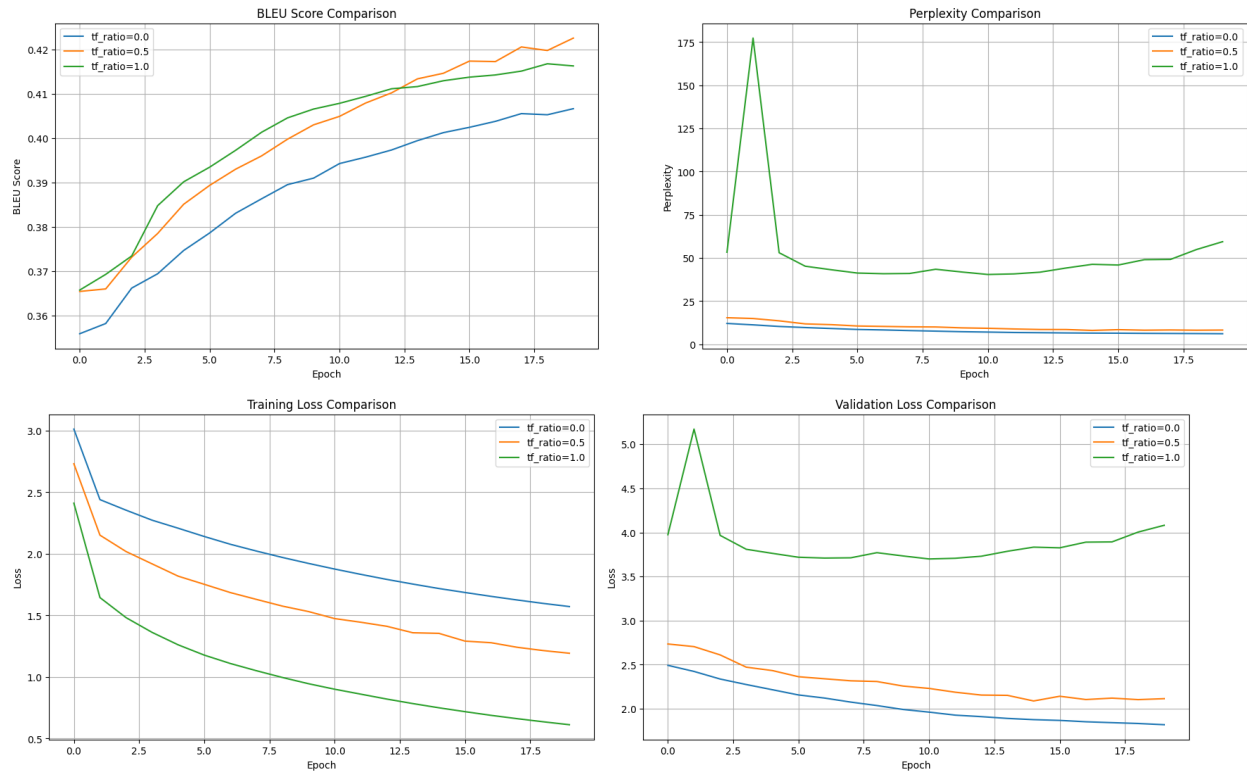 BLEU Score Comparison
tf_ratio=0.0
tf_ratio=0.5
tf_ratio=1.0
0.42
0.41
0.40
0.39
0.38
0.37
0.36
BLEU Score
0.0 2.5 5.0 7.5 10.0 12.5 15.0 17.5
Epoch
Perplexity Comparison
tf_ratio=0.0
tf_ratio=0.5
tf_ratio=1.0
175
150
125
100
75
50
25
0
Perplexity
0.0 2.5 5.0 7.5 10.0 12.5 15.0 17.5
Epoch
Training Loss Comparison
tf_ratio=0.0
tf_ratio=0.5
tf_ratio=1.0
3.0
2.5
2.0
1.5
1.0
0.5
Loss
0.0 2.5 5.0 7.5 10.0 12.5 15.0 17.5
Epoch
Validation Loss Comparison
tf_ratio=0.0
tf_ratio=0.5
tf_ratio=1.0
5.0
4.5
4.0
3.5
3.0
2.5
2.0
Loss
0.0 2.5 5.0 7.5 10.0 12.5 15.0 17.5
Epoch